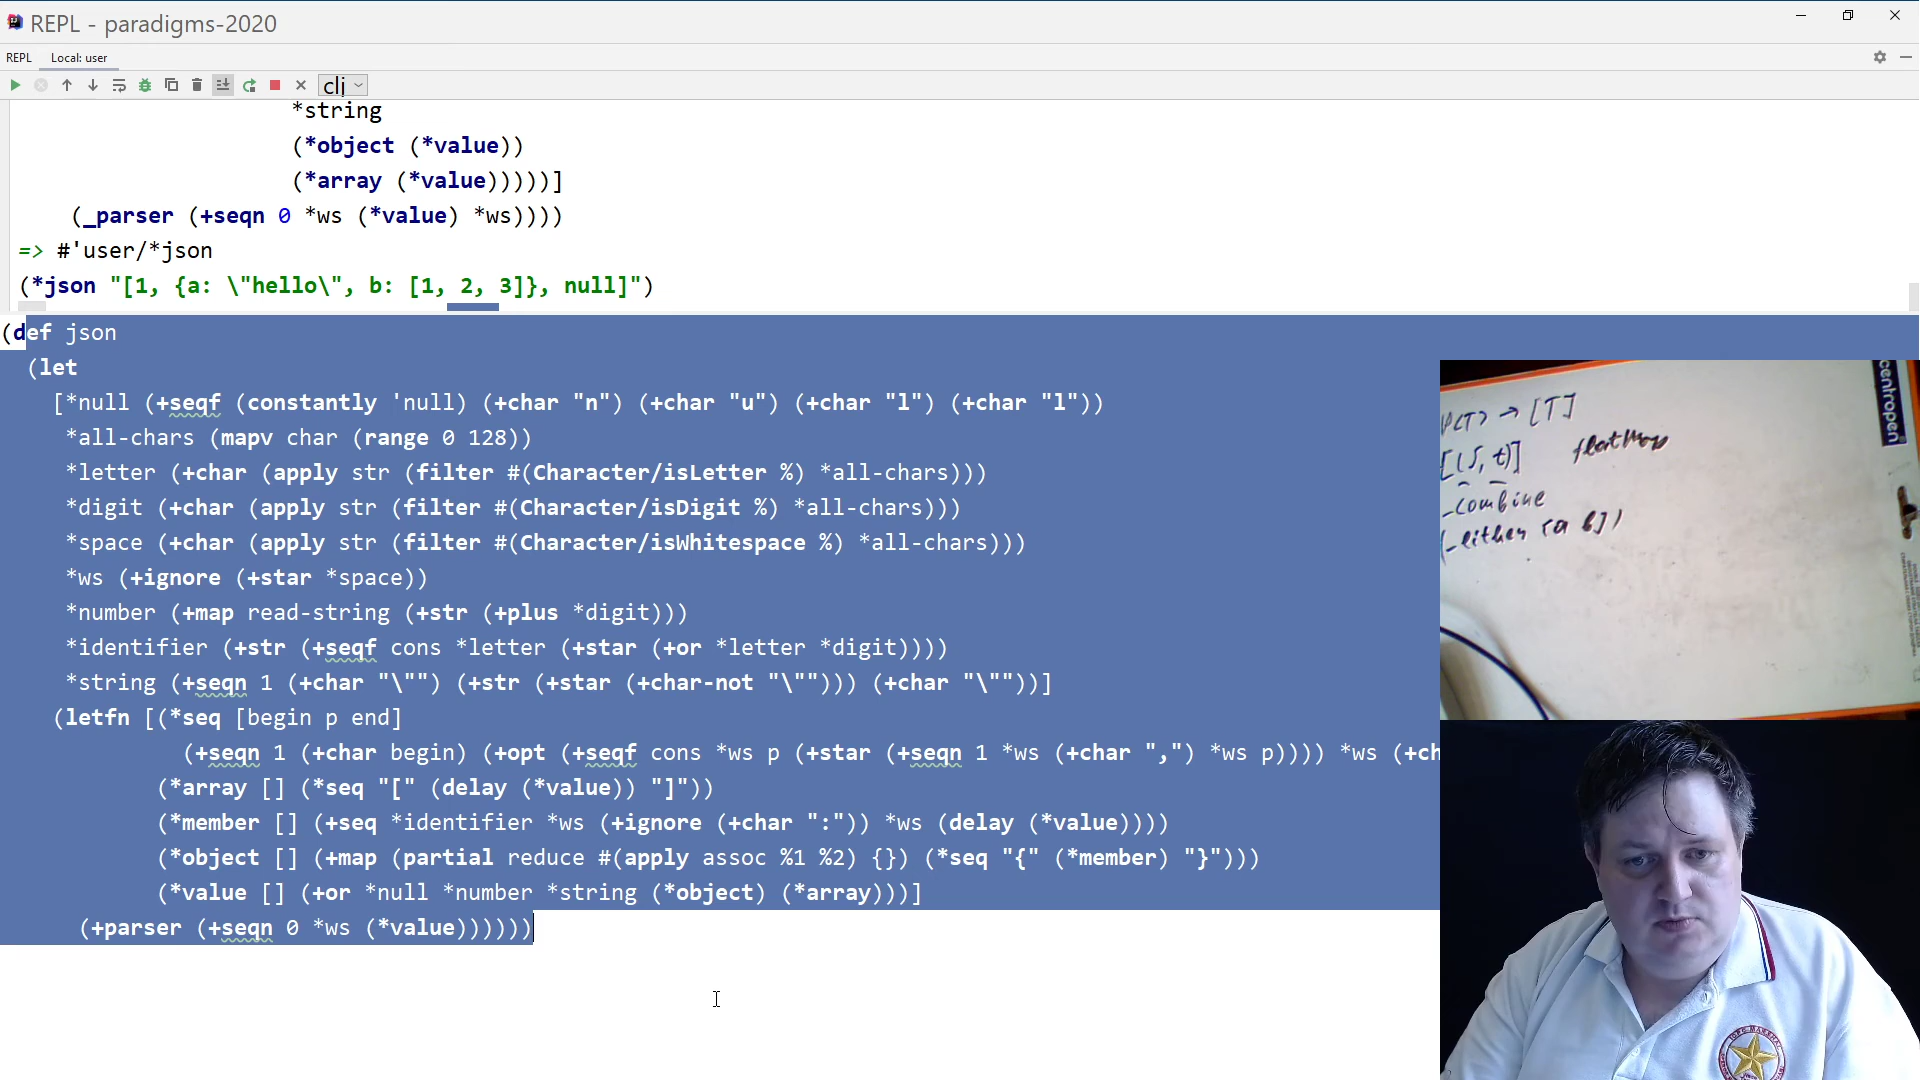 REPL - paradigms-2020
REPL Local: user
clj
*string
(*object (*value))
(*array (*value)))))]
(_parser (+seqn 0 *ws (*value) *ws))))
=> #'user/*json
(*json "[1, {a: \"hello\", b: [1, 2, 3]}, null]")
(def json
(let
[*null (+seqf (constantly 'null) (+char "n") (+char "u") (+char "l") (+char "l"))
*all-chars (mapv char (range 0 128))
*letter (+char (apply str (filter #(Character/isLetter %) *all-chars)))
*digit (+char (apply str (filter #(Character/isDigit %) *all-chars)))
*space (+char (apply str (filter #(Character/isWhitespace %) *all-chars)))
*ws (+ignore (+star *space))
*number (+map read-string (+str (+plus *digit)))
*identifier (+str (+seqf cons *letter (+star (+or *letter *digit))))
*string (+seqn 1 (+char "\"") (+str (+star (+char-not "\""))) (+char "\""))]
(letfn [(*seq [begin p end]
(+seqn 1 (+char begin) (+opt (+seqf cons *ws p (+star (+seqn 1 *ws (+char ",") *ws p)))) *ws (+ch
(*array [] (*seq "[" (delay (*value)) "]"))
(*member [] (+seq *identifier *ws (+ignore (+char ":")) *ws (delay (*value))))
(*object [] (+map (partial reduce #(apply assoc %1 %2) {}) (*seq "{" (*member) "}")))
(*value [] (+or *null *number *string (*object) (*array)))]
(+parser (+seqn 0 *ws (*value))))))
centropen
(T) → [T]
[(S, t)] flatMap
_combine
(_either [a b])